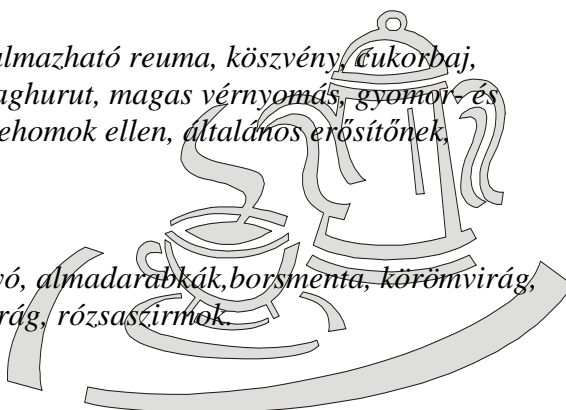 almazható reuma, köszvény, cukorbaj,
aghurut, magas vérnyomás, gyomor- és
ehomok ellen, általános erősítőnek,
vó, almadarabkák,borsmenta, körömvirág,
rág, rózsaszirmok.